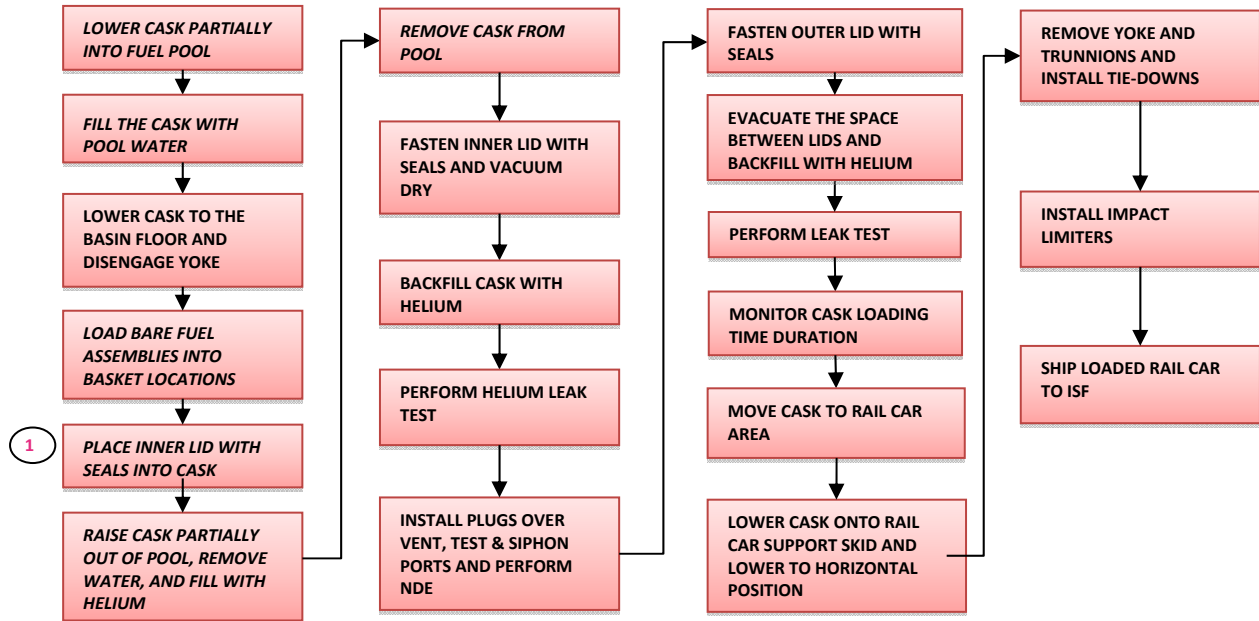 LOWER CASK PARTIALLY
INTO FUEL POOL
FILL THE CASK WITH
POOL WATER
LOWER CASK TO THE
BASIN FLOOR AND
DISENGAGE YOKE
LOAD BARE FUEL
ASSEMBLIES INTO
BASKET LOCATIONS
1
PLACE INNER LID WITH
SEALS INTO CASK
RAISE CASK PARTIALLY
OUT OF POOL, REMOVE
WATER, AND FILL WITH
HELIUM
REMOVE CASK FROM
POOL
FASTEN INNER LID WITH
SEALS AND VACUUM
DRY
BACKFILL CASK WITH
HELIUM
PERFORM HELIUM LEAK
TEST
INSTALL PLUGS OVER
VENT, TEST & SIPHON
PORTS AND PERFORM
NDE
FASTEN OUTER LID WITH
SEALS
EVACUATE THE SPACE
BETWEEN LIDS AND
BACKFILL WITH HELIUM
PERFORM LEAK TEST
MONITOR CASK LOADING
TIME DURATION
MOVE CASK TO RAIL CAR
AREA
LOWER CASK ONTO RAIL
CAR SUPPORT SKID AND
LOWER TO HORIZONTAL
POSITION
REMOVE YOKE AND
TRUNNIONS AND
INSTALL TIE-DOWNS
INSTALL IMPACT
LIMITERS
SHIP LOADED RAIL CAR
TO ISF